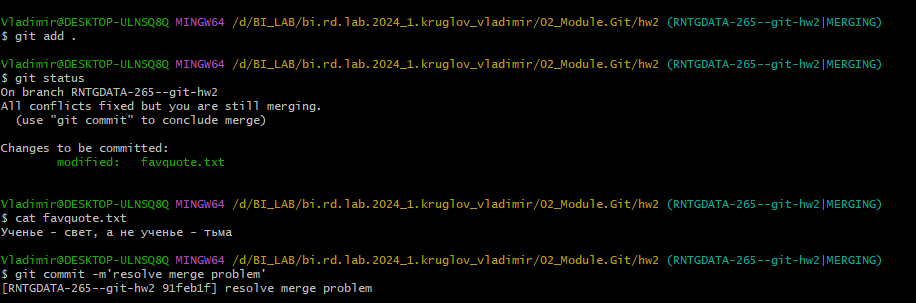 Vladimir@DESKTOP-ULNSQ8Q MINGW64 /d/BI_LAB/bi.rd.lab.2024_1.kruglov_vladimir/02_Module.Git/hw2 (RNTGDATA-265--git-hw2|MERGING)
$ git add .
Vladimir@DESKTOP-ULNSQ8Q MINGW64 /d/BI_LAB/bi.rd.lab.2024_1.kruglov_vladimir/02_Module.Git/hw2 (RNTGDATA-265--git-hw2|MERGING)
$ git status
On branch RNTGDATA-265--git-hw2
All conflicts fixed but you are still merging.
(use "git commit" to conclude merge)
Changes to be committed:
modified: favquote.txt
Vladimir@DESKTOP-ULNSQ8Q MINGW64 /d/BI_LAB/bi.rd.lab.2024_1.kruglov_vladimir/02_Module.Git/hw2 (RNTGDATA-265--git-hw2|MERGING)
$ cat favquote.txt
Ученье - свет, а не ученье - тьма
Vladimir@DESKTOP-ULNSQ8Q MINGW64 /d/BI_LAB/bi.rd.lab.2024_1.kruglov_vladimir/02_Module.Git/hw2 (RNTGDATA-265--git-hw2|MERGING)
$ git commit -m'resolve merge problem'
[RNTGDATA-265--git-hw2 91feb1f] resolve merge problem